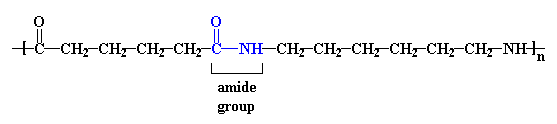 O O
[ C—CH₂—CH₂—CH₂—CH₂—C—NH—CH₂—CH₂—CH₂—CH₂—CH₂—CH₂—NH ]n
amide
group